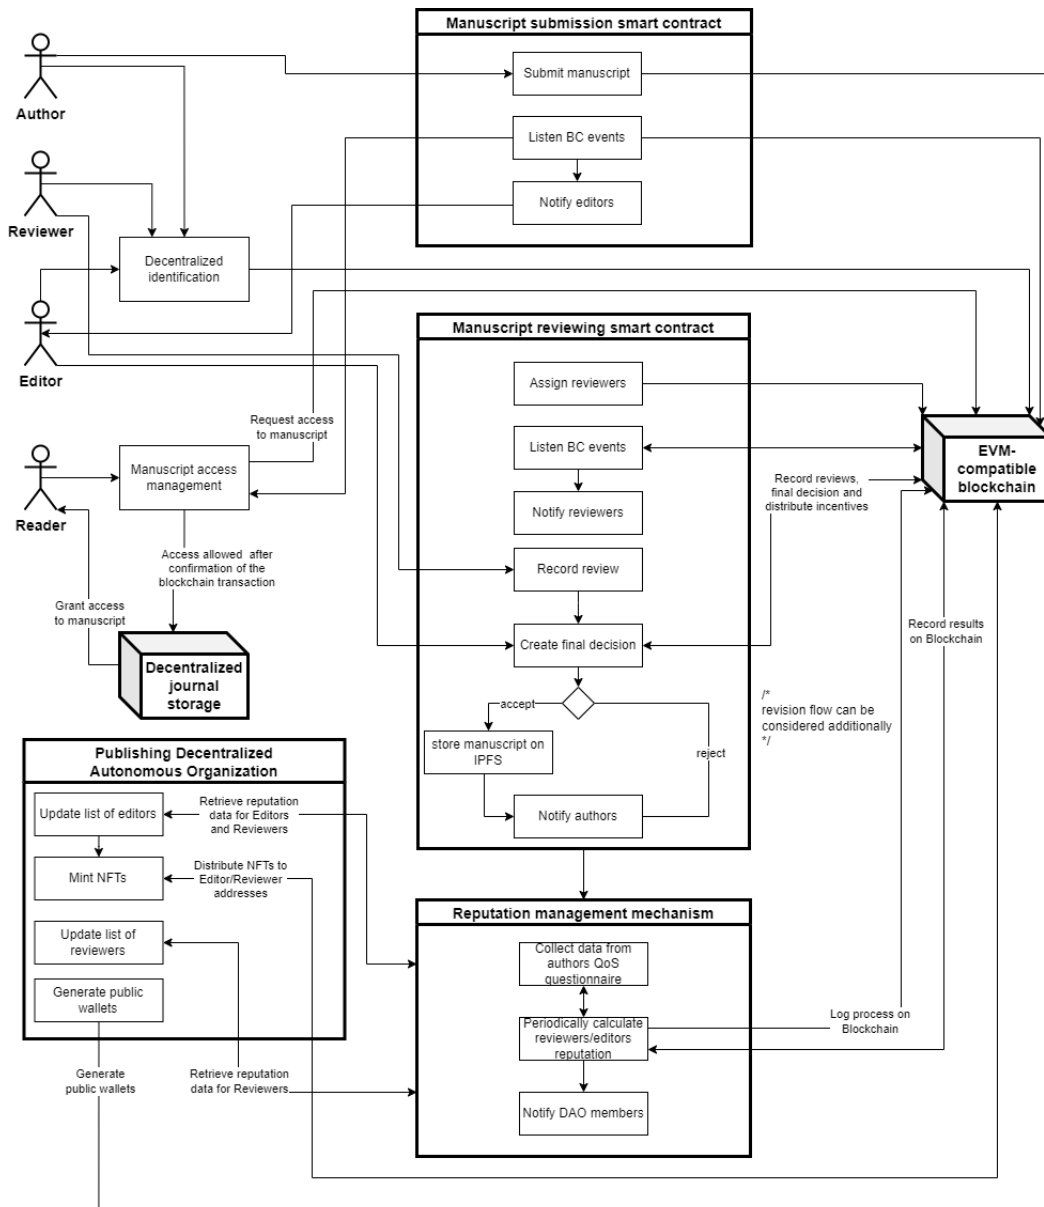 Manuscript submission smart contract
Submit manuscript
Listen BC events
Notify editors
Author
Reviewer
Decentralized
identification
Editor
Manuscript reviewing smart contract
Assign reviewers
Listen BC events
Notify reviewers
Record review
Create final decision
accept
reject
store manuscript on
IPFS
Notify authors
Request access
to manuscript
Manuscript access
management
Reader
Access allowed after
confirmation of the
blockchain transaction
Grant access
to manuscript
Decentralized
journal
storage
EVM-
compatible
blockchain
Record reviews,
final decision and
distribute incentives
Record results
on Blockchain
/*
revision flow can be
considered additionally
*/
Publishing Decentralized
Autonomous Organization
Update list of editors
Mint NFTs
Update list of
reviewers
Generate public
wallets
Retrieve reputation
data for Editors
and Reviewers
Distribute NFTs to
Editor/Reviewer
addresses
Generate
public wallets
Retrieve reputation
data for Reviewers
Reputation management mechanism
Collect data from
authors QoS
questionnaire
Periodically calculate
reviewers/editors
reputation
Notify DAO members
Log process on
Blockchain